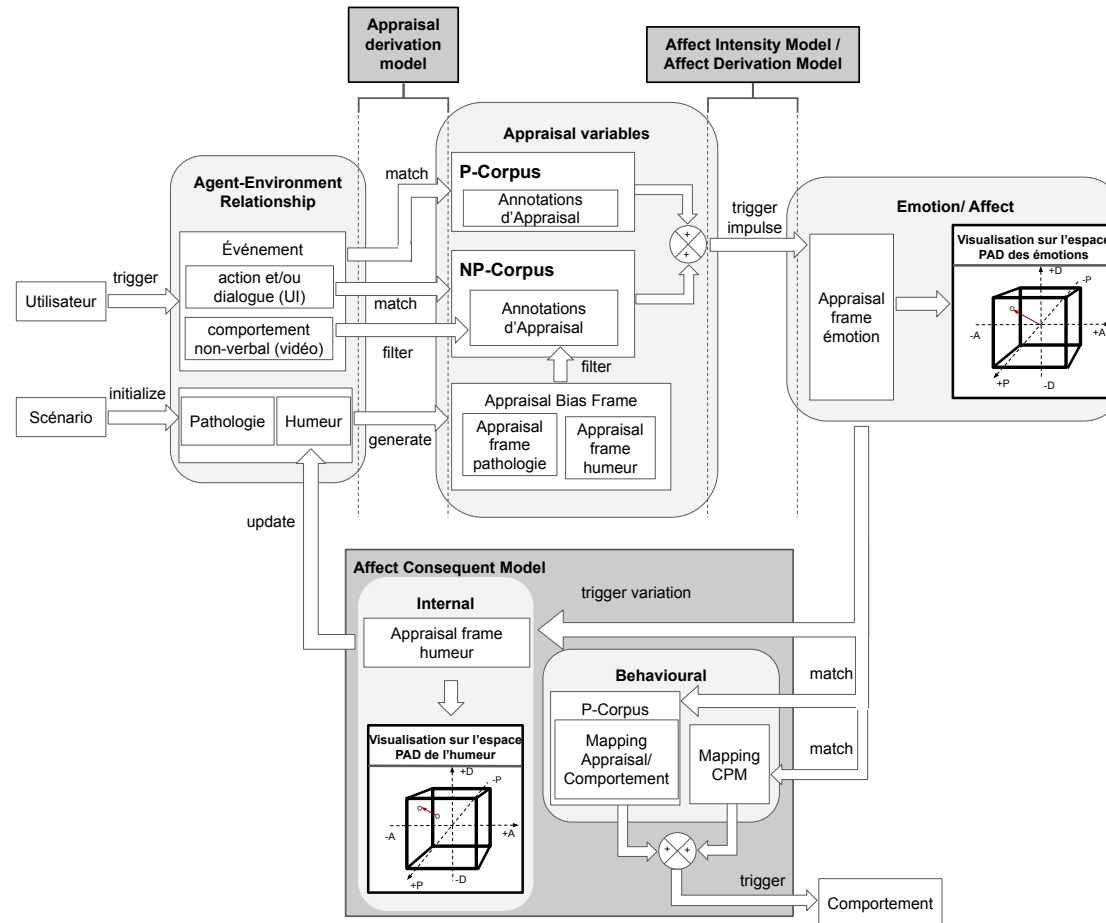 Appraisal
derivation
model
Affect Intensity Model /
Affect Derivation Model
Appraisal variables
P-Corpus
Annotations
d'Appraisal
match
Agent-Environment
Relationship
Événement
action et/ou
dialogue (UI)
comportement
non-verbal (vidéo)
Utilisateur
trigger
match
filter
NP-Corpus
Annotations
d'Appraisal
filter
+
+
+
trigger
impulse
Emotion/ Affect
Appraisal
frame
émotion
Visualisation sur l'espace
PAD des émotions
+D
-P
-A
+A
+P
-D
Scénario
initialize
Pathologie
Humeur
generate
Appraisal Bias Frame
Appraisal
frame
pathologie
Appraisal
frame
humeur
update
Affect Consequent Model
Internal
Appraisal frame
humeur
trigger variation
Visualisation sur l'espace
PAD de l'humeur
+D
-P
-A
+A
+P
-D
Behavioural
match
P-Corpus
Mapping
Appraisal/
Comportement
Mapping
CPM
match
+
+
+
trigger
Comportement